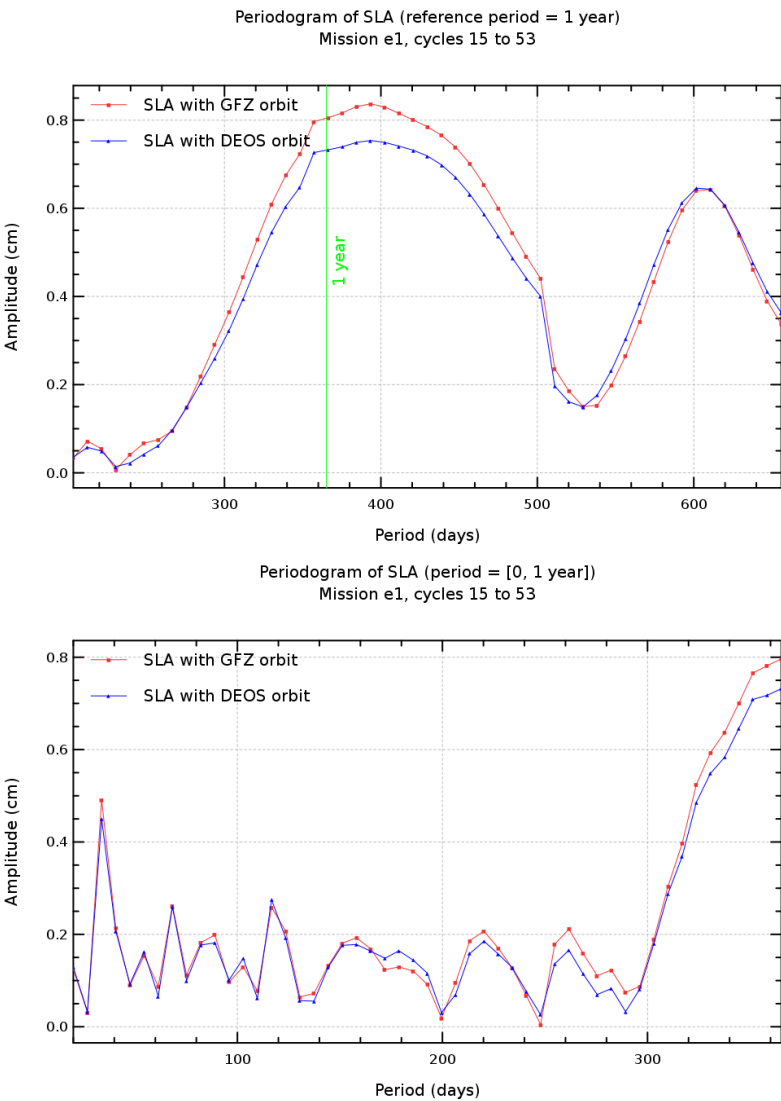 Periodogram of SLA (reference period = 1 year)
Mission e1, cycles 15 to 53
SLA with GFZ orbit
SLA with DEOS orbit
1 year
Amplitude (cm)
0.8
0.6
0.4
0.2
0.0
300 400 500 600
Period (days)
Periodogram of SLA (period = [0, 1 year])
Mission e1, cycles 15 to 53
SLA with GFZ orbit
SLA with DEOS orbit
Amplitude (cm)
0.8
0.6
0.4
0.2
0.0
100 200 300
Period (days)